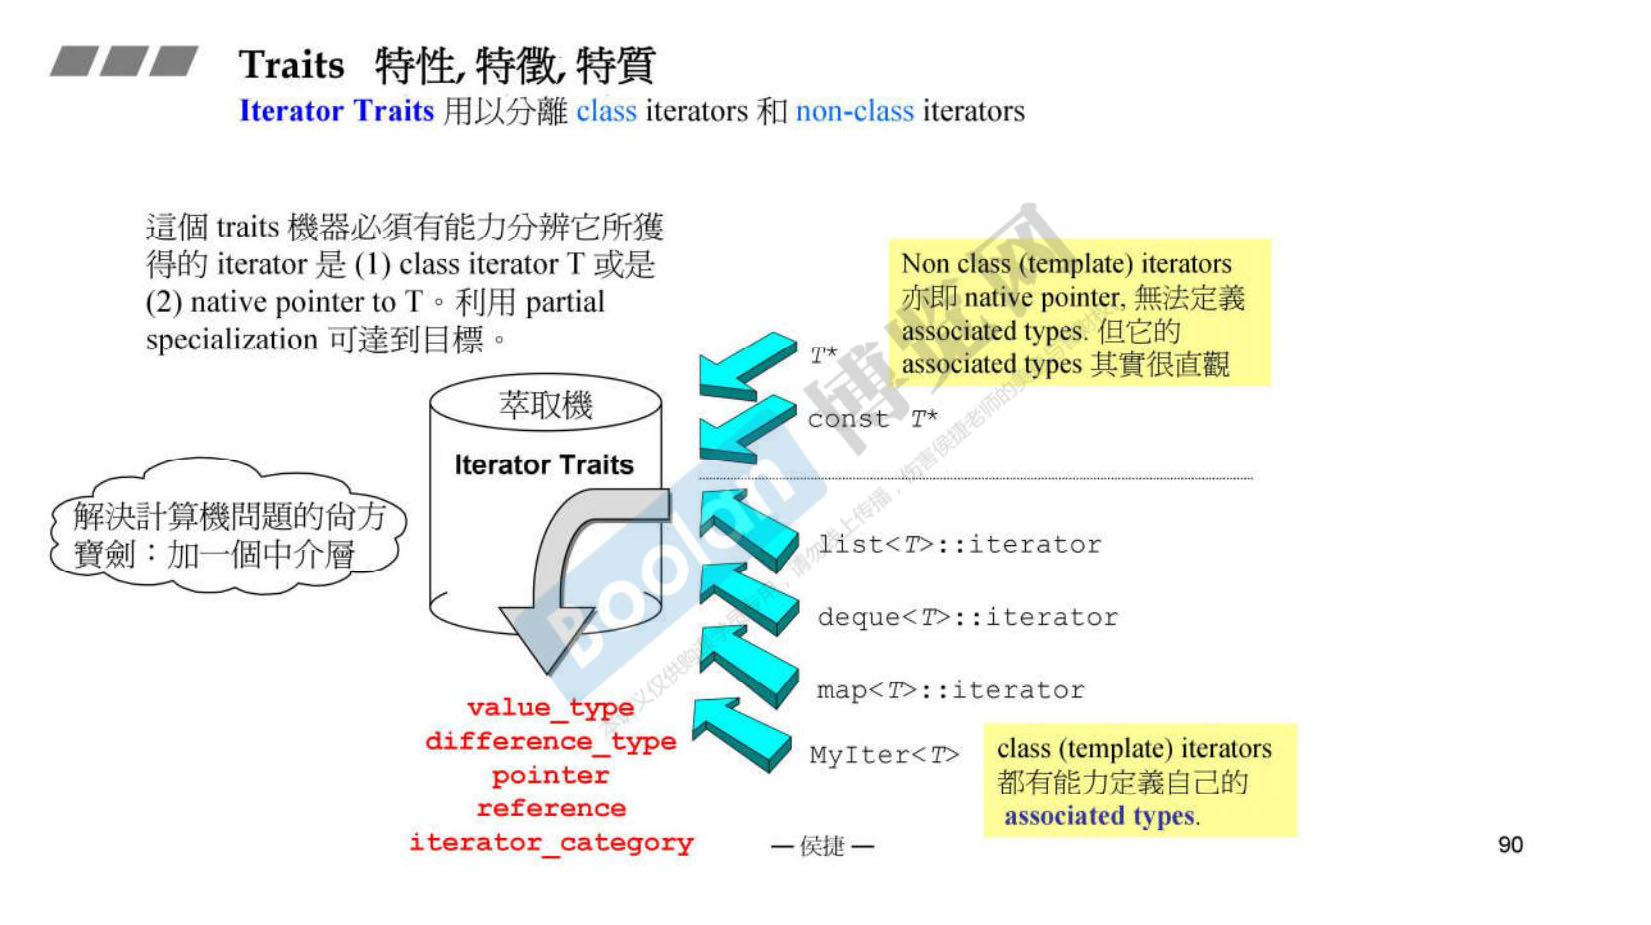 Traits 特性, 特徵, 特質
Iterator Traits 用以分離 class iterators 和 non-class iterators
這個 traits 機器必須有能力分辨它所獲
得的 iterator 是 (1) class iterator T 或是
(2) native pointer to T。利用 partial
specialization 可達到目標。
Non class (template) iterators
亦即 native pointer, 無法定義
associated types. 但它的
associated types 其實很直觀
T*
const T*
萃取機
Iterator Traits
解決計算機問題的尚方
寶劍：加一個中介層
list<T>::iterator
deque<T>::iterator
map<T>::iterator
MyIter<T>
class (template) iterators
都有能力定義自己的
associated types.
value_type
difference_type
pointer
reference
iterator_category
— 侯捷 —
90
Boolan
博览网